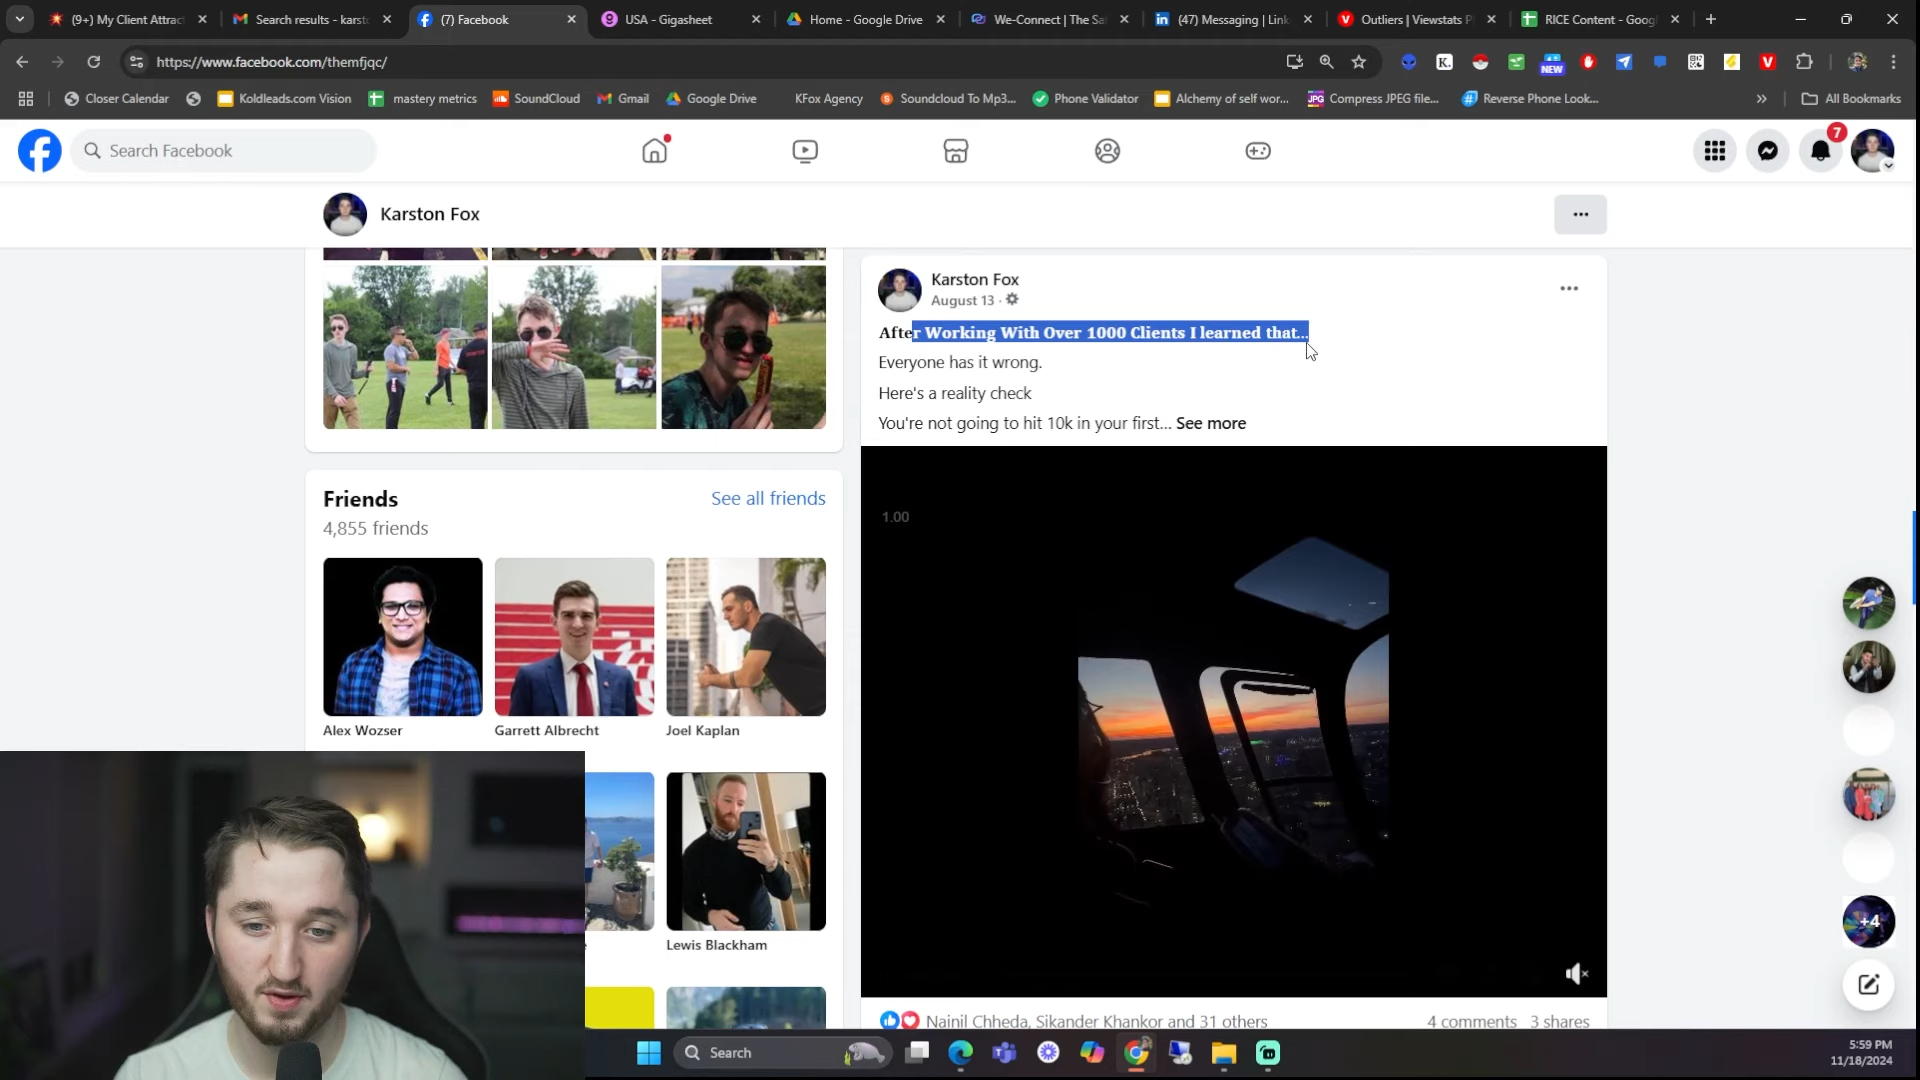 (9+) My Client Attrac
Search results - karsto
(7) Facebook
USA - Gigasheet
Home - Google Drive
We-Connect | The Sa
(47) Messaging | Link
Outliers | Viewstats P
RICE Content - Goog
https://www.facebook.com/themfjqc/
NEW
Closer Calendar
Koldleads.com Vision
mastery metrics
SoundCloud
Gmail
Google Drive
KFox Agency
Soundcloud To Mp3...
Phone Validator
Alchemy of self wor...
JPG
Compress JPEG file...
Reverse Phone Look...
All Bookmarks
Search Facebook
7
Karston Fox
Karston Fox
August 13
After Working With Over 1000 Clients I learned that...
Everyone has it wrong.
Here's a reality check
You're not going to hit 10k in your first... See more
1.00
Friends
See all friends
4,855 friends
Alex Wozser
Garrett Albrecht
Joel Kaplan
Lewis Blackham
+4
Nainil Chheda, Sikander Khankor and 31 others
4 comments 3 shares
Search
5:59 PM
11/18/2024